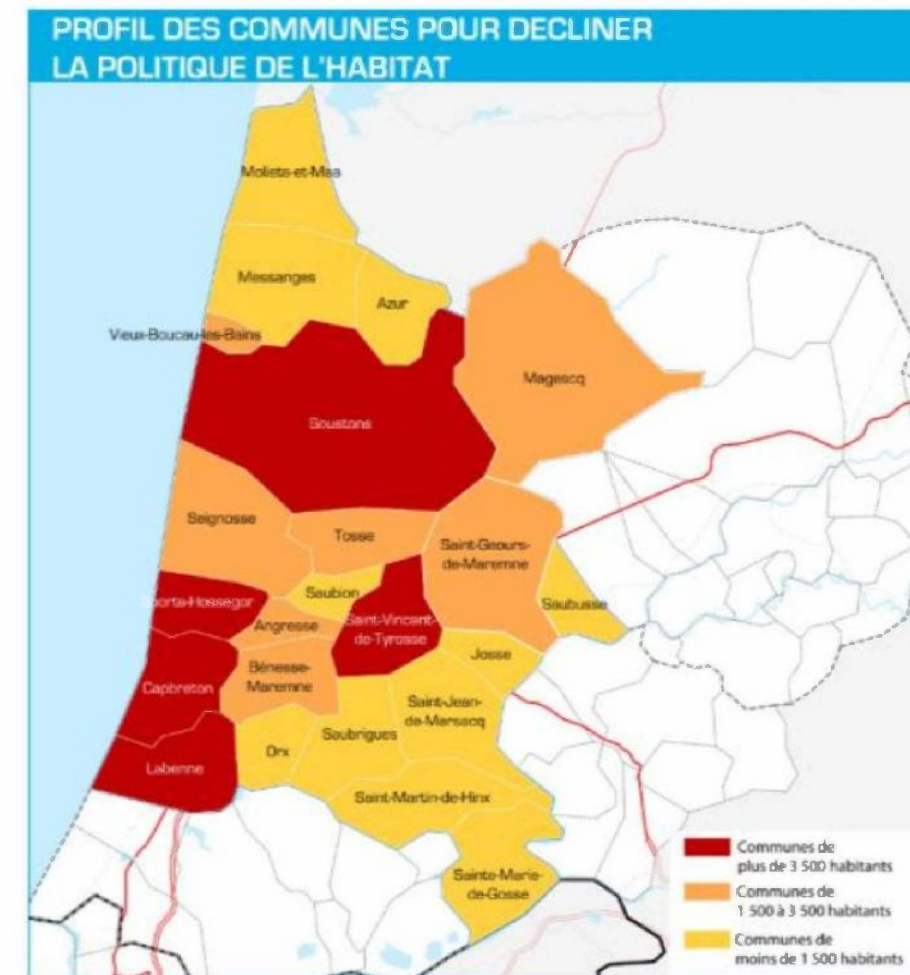 PROFIL DES COMMUNES POUR DECLINER
LA POLITIQUE DE L'HABITAT
Moliets-et-Maa
Messanges
Azur
Vieux-Boucau-les-Bains
Magescq
Soustons
Seignosse
Tosse
Saint-Geours-
de-Maremne
Saubion
Saubusse
oorts-Hossegor
Angresse
Saint-Vincent-
de-Tyrosse
Josse
Bénesse-
Maremne
Capbreton
Saint-Jean-
de-Marsacq
Saubrigues
Orx
Labenne
Saint-Martin-de-Hinx
Sainte-Marie-
de-Gosse
Communes de
plus de 3 500 habitants
Communes de
1 500 à 3 500 habitants
Communes de
moins de 1 500 habitants